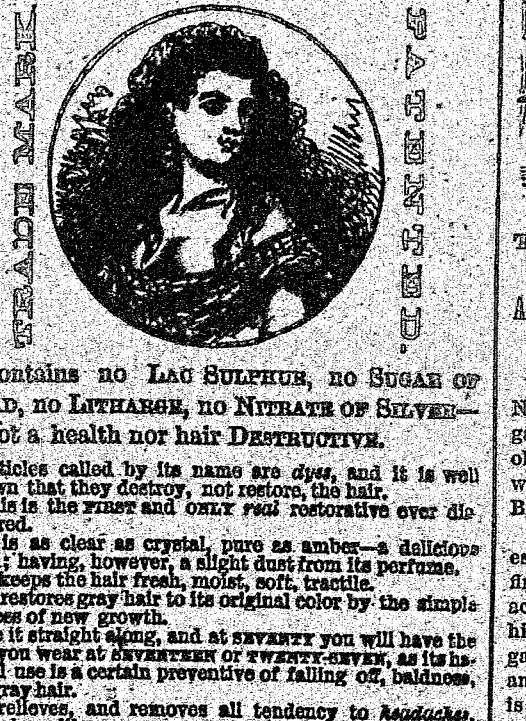 TRADE MARK
PATENTED.
ontains no LAC SULPHUR, no SUGAR OF
D, no LITHARGE, no NITRATE OF SILVER—
ot a health nor hair DESTRUCTIVE.
ticles called by its name are dyes, and it is well
wn that they destroy, not restore, the hair.
is is the FIRST and ONLY real restorative ever dis-
red.
is as clear as crystal, pure as amber—a delicious
; having, however, a slight dust from its perfume.
keeps the hair fresh, moist, soft, tractile.
restores gray hair to its original color by the simple
ess of new growth.
e it straight along, and at SEVENTY you will have the
you wear at SEVENTEEN or TWENTY-SEVEN, as its ha-
l use is a certain preventive of falling off, baldness,
gray hair.
relieves, and removes all tendency to headaches,